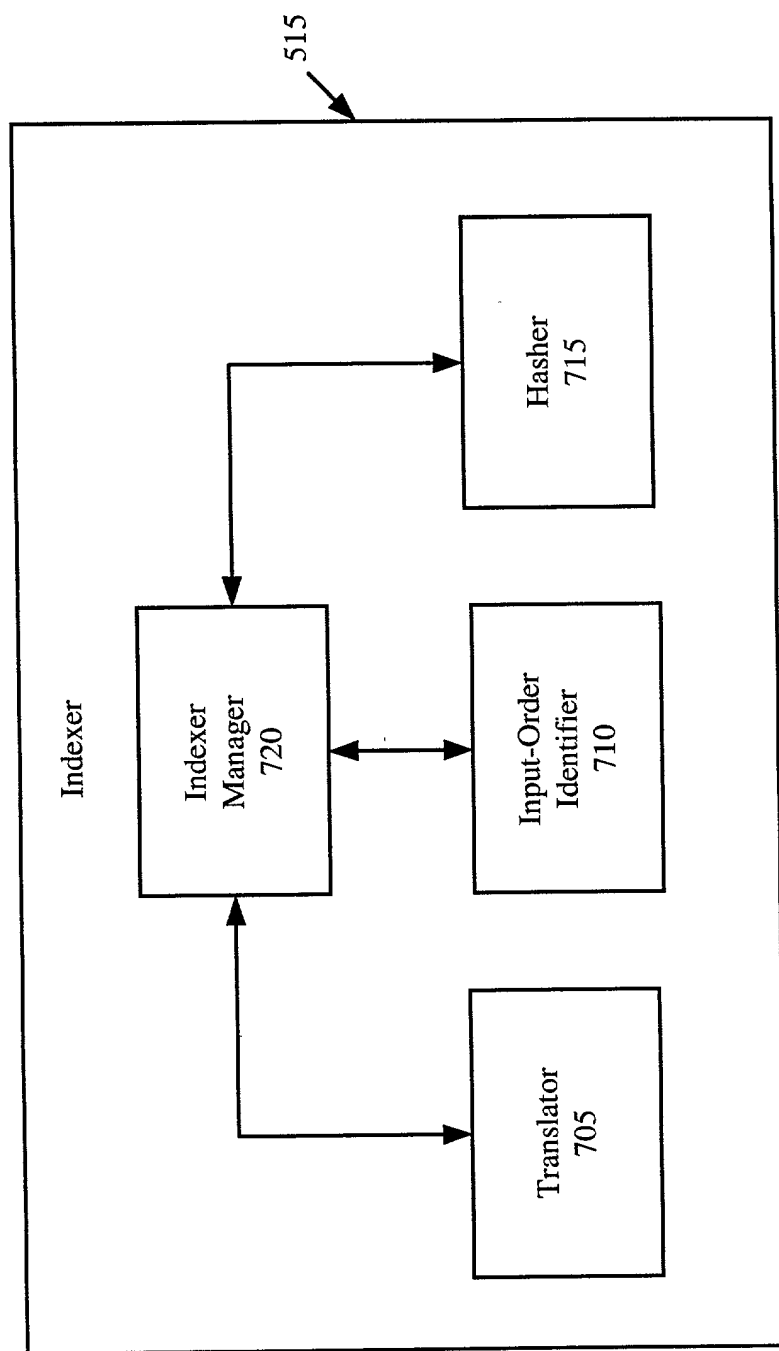 Indexer
515
Indexer
Manager
720
Translator
705
Input-Order
Identifier
710
Hasher
715